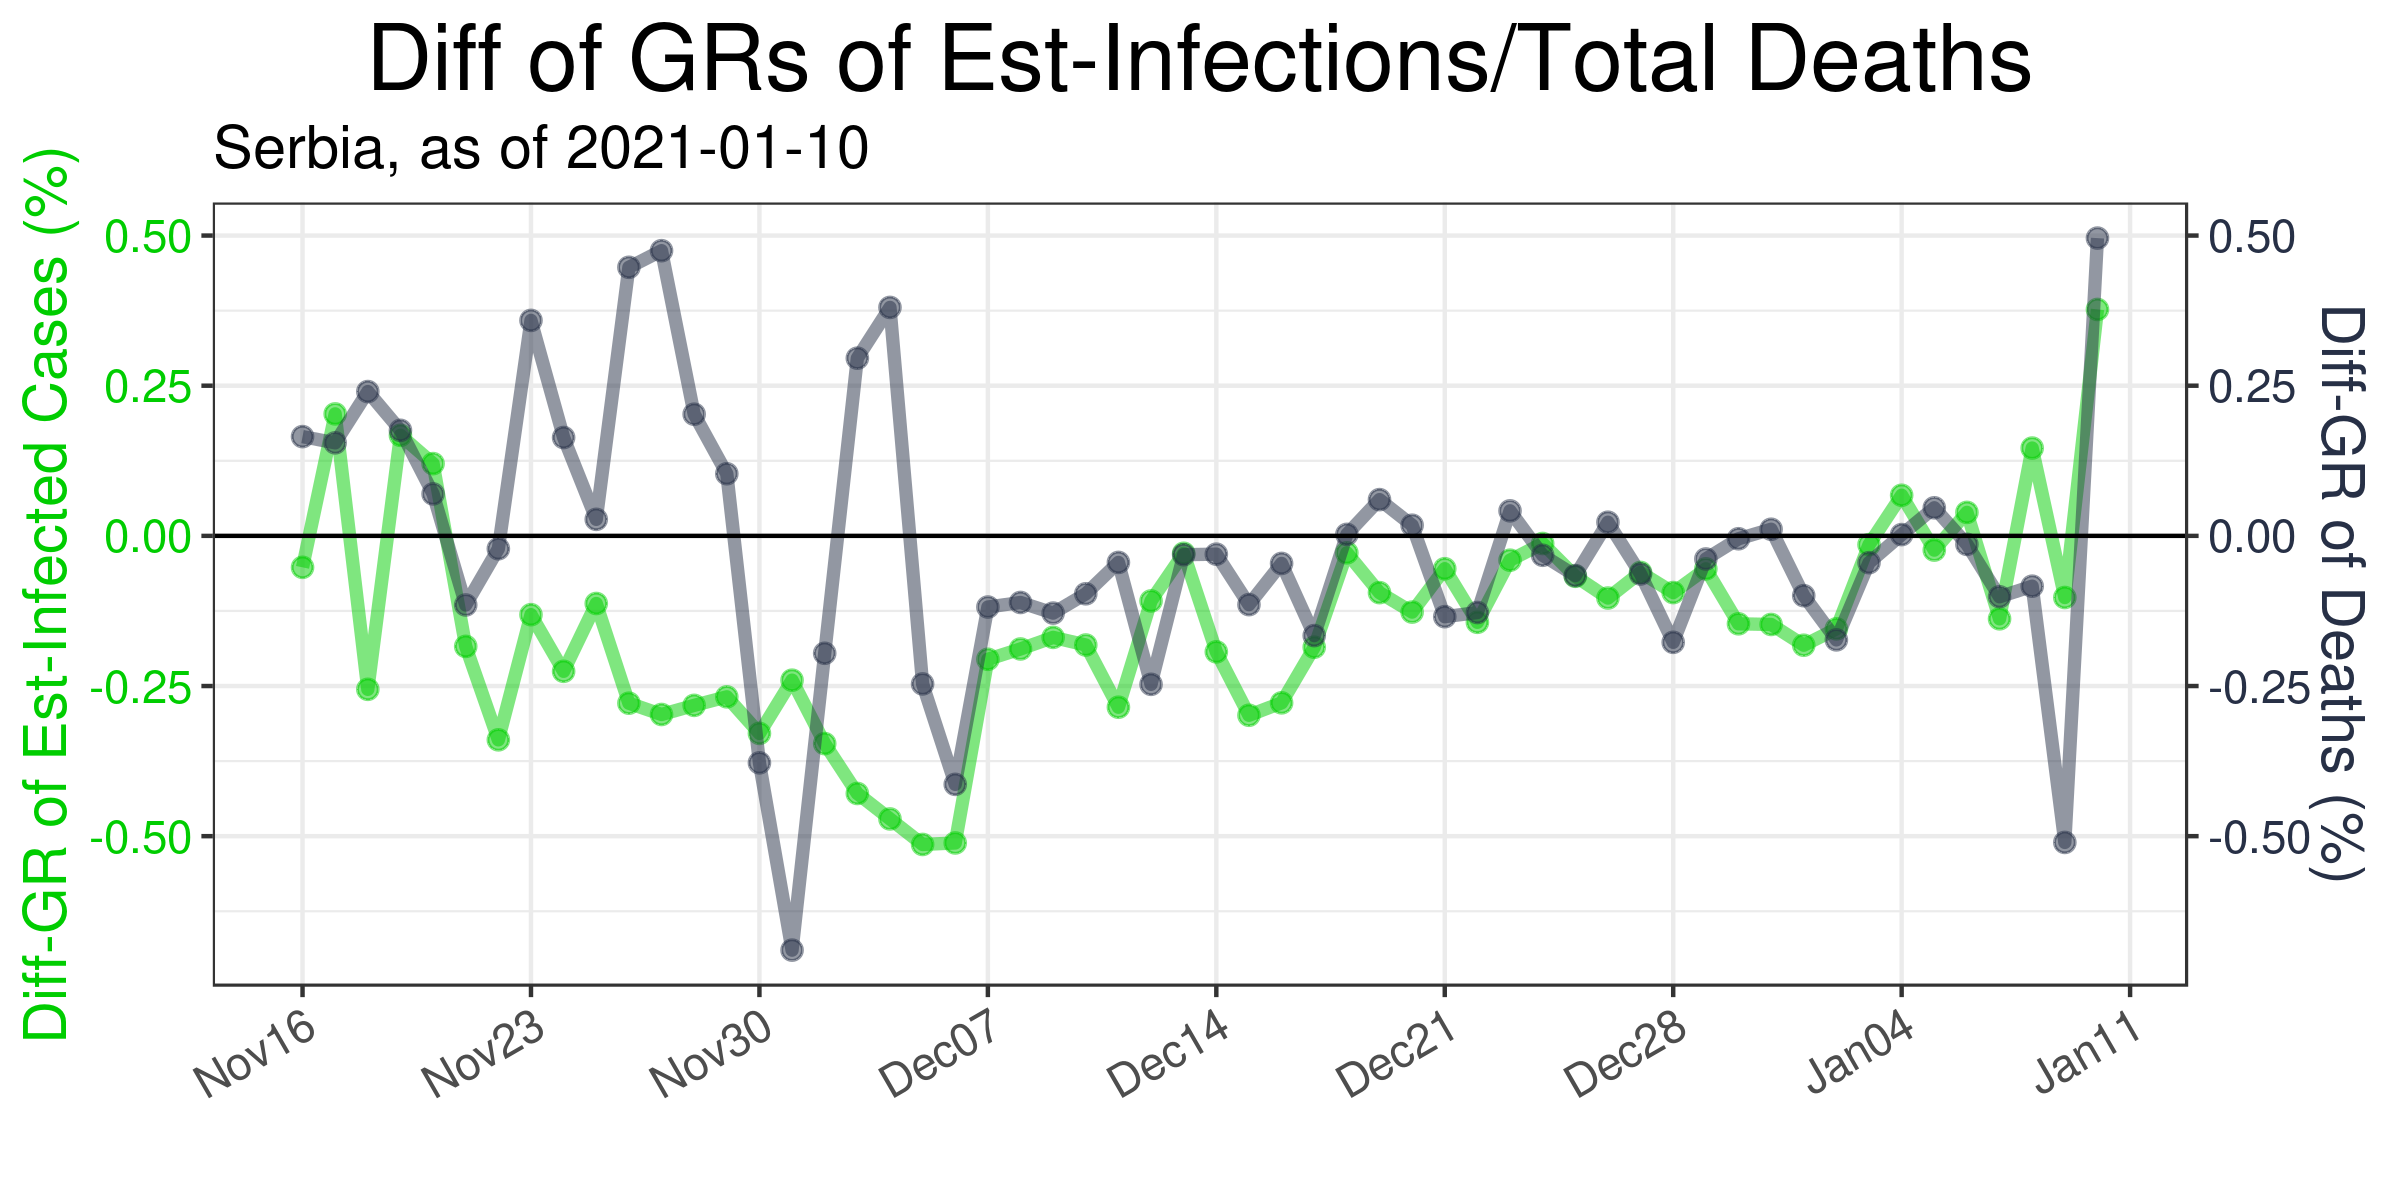 Diff of GRs of Est-Infections/Total Deaths
Serbia, as of 2021-01-10
Diff-GR of Est-Infected Cases (%)
0.50
0.25
0.00
-0.25
-0.50
0.50
0.25
0.00
-0.25
-0.50
Diff-GR of Deaths (%)
Nov16
Nov23
Nov30
Dec07
Dec14
Dec21
Dec28
Jan04
Jan11